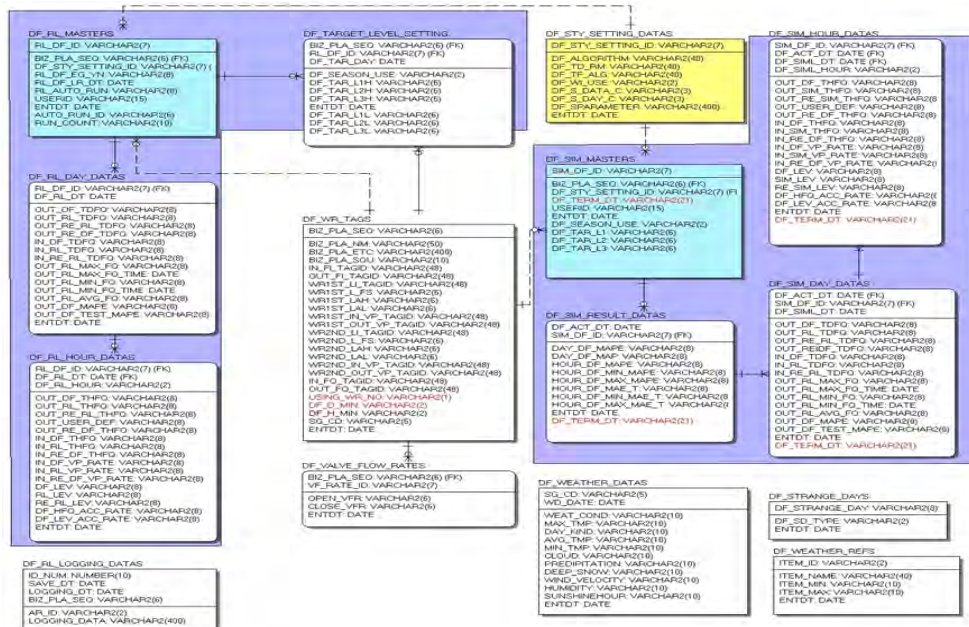 DF_RL_MASTERS
RL_DF_ID: VARCHAR2(7)
BIZ_PLA_SEQ: VARCHAR2(6) (FK)
DF_STY_SETTING_ID: VARCHAR2(7) (
RL_DF_EG_YN: VARCHAR2(8)
RL_DF_LR_DT: DATE
RL_AUTO_RUN: VARCHAR2(8)
USERID: VARCHAR2(15)
ENTDT: DATE
AUTO_RUN_ID: VARCHAR2(6)
RUN_COUNT: VARCHAR2(10)
DF_TARGET_LEVEL_SETTING
BIZ_PLA_SEQ: VARCHAR2(6) (FK)
RL_DF_ID: VARCHAR2(7) (FK)
DF_TAR_DAY: DATE
DF_SEASON_USE: VARCHAR2(2)
DF_TAR_L1H: VARCHAR2(6)
DF_TAR_L2H: VARCHAR2(6)
DF_TAR_L3H: VARCHAR2(6)
ENTDT: DATE
DF_TAR_L1L: VARCHAR2(6)
DF_TAR_L2L: VARCHAR2(6)
DF_TAR_L3L: VARCHAR2(6)
DF_STY_SETTING_DATAS
DF_STY_SETTING_ID: VARCHAR2(7)
DF_ALGORITHM: VARCHAR2(40)
DF_TD_RM: VARCHAR2(40)
DF_TF_ALG: VARCHAR2(40)
DF_WI_USE: VARCHAR2(2)
DF_S_DATA_C: VARCHAR2(3)
DF_S_DAY_C: VARCHAR2(3)
DF_SPARAMETER: VARCHAR2(400)
ENTDT: DATE
DF_SIM_HOUR_DATAS
SIM_DF_ID: VARCHAR2(7) (FK)
DF_ACT_DT: DATE (FK)
DF_SIML_DT: DATE (FK)
DF_SIML_HOUR: VARCHAR2(2)
OUT_DF_THFQ: VARCHAR2(8)
OUT_SIM_THFQ: VARCHAR2(8)
OUT_RE_SIM_THFQ: VARCHAR2(8
OUT_USER_DEF: VARCHAR2(8)
OUT_RE_DF_THFQ: VARCHAR2(8)
IN_DF_THFQ: VARCHAR2(8)
IN_SIM_THFQ: VARCHAR2(8)
IN_RE_DF_THFQ: VARCHAR2(8)
IN_DF_VP_RATE: VARCHAR2(8)
IN_SIM_VP_RATE: VARCHAR2(8)
IN_RE_DF_VP_RATE: VARCHAR2(
DF_LEV: VARCHAR2(8)
SIM_LEV: VARCHAR2(8)
RE_SIM_LEV: VARCHAR2(8)
DF_HFQ_ACC_RATE: VARCHAR2(
DF_LEV_ACC_RATE: VARCHAR2(8
ENTDT: DATE
DF_TERM_DT: VARCHAR2(21)
DF_RL_DAY_DATAS
RL_DF_ID: VARCHAR2(7) (FK)
DF_RL_DT: DATE
OUT_DF_TDFQ: VARCHAR2(8)
OUT_RL_TDFQ: VARCHAR2(8)
OUT_RE_RL_TDFQ: VARCHAR2(8)
OUT_RE_DF_TDFQ: VARCHAR2(8)
IN_DF_TDFQ: VARCHAR2(8)
IN_RL_TDFQ: VARCHAR2(8)
IN_RE_RL_TDFQ: VARCHAR2(8)
OUT_RL_MAX_FQ: VARCHAR2(8)
OUT_RL_MAX_FQ_TIME: DATE
OUT_RL_MIN_FQ: VARCHAR2(8)
OUT_RL_MIN_FQ_TIME: DATE
OUT_RL_AVG_FQ: VARCHAR2(8)
OUT_DF_MAPE: VARCHAR2(6)
OUT_DF_TEST_MAPE: VARCHAR2(8)
ENTDT: DATE
DF_WR_TAGS
BIZ_PLA_SEQ: VARCHAR2(6)
BIZ_PLA_NM: VARCHAR2(50)
BIZ_PLA_ETC: VARCHAR2(400)
BIZ_PLA_SGU: VARCHAR2(10)
IN_FI_TAGID: VARCHAR2(48)
OUT_FI_TAGID: VARCHAR2(48)
WR1ST_LI_TAGID: VARCHAR2(48)
WR1ST_L_FS: VARCHAR2(6)
WR1ST_LAH: VARCHAR2(6)
WR1ST_LAL: VARCHAR2(6)
WR1ST_IN_VP_TAGID: VARCHAR2(48)
WR1ST_OUT_VP_TAGID: VARCHAR2(48)
WR2ND_LI_TAGID: VARCHAR2(48)
WR2ND_L_FS: VARCHAR2(6)
WR2ND_LAH: VARCHAR2(6)
WR2ND_LAL: VARCHAR2(6)
WR2ND_IN_VP_TAGID: VARCHAR2(48)
WR2ND_OUT_VP_TAGID: VARCHAR2(48)
IN_FQ_TAGID: VARCHAR2(48)
OUT_FQ_TAGID: VARCHAR2(48)
USING_WR_NO: VARCHAR2(1)
DF_D_MIN: VARCHAR2(2)
DF_H_MIN: VARCHAR2(2)
SG_CD: VARCHAR2(5)
ENTDT: DATE
DF_SIM_MASTERS
SIM_DF_ID: VARCHAR2(7)
BIZ_PLA_SEQ: VARCHAR2(6) (FK)
DF_STY_SETTING_ID: VARCHAR2(7) (FI
DF_TERM_DT: VARCHAR2(21)
USERID: VARCHAR2(15)
ENTDT: DATE
DF_SEASON_USE: VARCHAR2(2)
DF_TAR_L1: VARCHAR2(6)
DF_TAR_L2: VARCHAR2(6)
DF_TAR_L3: VARCHAR2(6)
DF_SIM_DAY_DATAS
DF_ACT_DT: DATE (FK)
SIM_DF_ID: VARCHAR2(7) (FK)
DF_SIML_DT: DATE
OUT_DF_TDFQ: VARCHAR2(8)
OUT_RL_TDFQ: VARCHAR2(8)
OUT_RE_RL_TDFQ: VARCHAR2(8)
OUT_REIDF_TDFQ: VARCHAR2(8)
IN_DF_TDFQ: VARCHAR2(8)
IN_RL_TDFQ: VARCHAR2(8)
IN_RE_RL_TDFQ: VARCHAR2(8)
OUT_RL_MAX_FQ: VARCHAR2(8)
OUT_RL_MAX_FQ_TIME: DATE
OUT_RL_MIN_FQ: VARCHAR2(8)
OUT_RL_MIN_FQ_TIME: DATE
OUT_RL_AVG_FQ: VARCHAR2(8)
OUT_DF_MAPE: VARCHAR2(6)
OUT_DF_TEST_MAPE: VARCHAR2(6)
ENTDT: DATE
DF_TERM_DT: VARCHAR2(21)
DF_SIM_RESULT_DATAS
DF_ACT_DT: DATE
SIM_DF_ID: VARCHAR2(7) (FK)
DAY_DF_MAPE: VARCHAR2(8)
DAY_DF_MAP: VARCHAR2(8)
HOUR_DF_MAPE: VARCHAR2(8)
HOUR_DF_MIN_MAPE: VARCHAR2(8)
HOUR_DF_MAX_MAPE: VARCHAR2(8)
HOUR_DF_MAE_T: VARCHAR2(8)
HOUR_DF_MIN_MAE_T: VARCHAR2(8
HOUR_DF_MAX_MAE_T: VARCHAR2(
ENTDT: DATE
DF_TERM_DT: VARCHAR2(21)
DF_RL_HOUR_DATAS
RL_DF_ID: VARCHAR2(7) (FK)
DF_RL_DT: DATE (FK)
DF_RL_HOUR: VARCHAR2(2)
OUT_DF_THFQ: VARCHAR2(8)
OUT_RL_THFQ: VARCHAR2(8)
OUT_RE_RL_THFQ: VARCHAR2(8)
OUT_USER_DEF: VARCHAR2(8)
OUT_RE_DF_THFQ: VARCHAR2(8)
IN_DF_THFQ: VARCHAR2(8)
IN_RL_THFQ: VARCHAR2(8)
IN_RE_DF_THFQ: VARCHAR2(8)
IN_DF_VP_RATE: VARCHAR2(8)
IN_RL_VP_RATE: VARCHAR2(8)
IN_RE_DF_VP_RATE: VARCHAR2(8)
DF_LEV: VARCHAR2(8)
RL_LEV: VARCHAR2(8)
RE_RL_LEV: VARCHAR2(8)
DF_HFQ_ACC_RATE: VARCHAR2(8)
DF_LEV_ACC_RATE: VARCHAR2(8)
ENTDT: DATE
DF_VALVE_FLOW_RATES
BIZ_PLA_SEQ: VARCHAR2(6) (FK)
VF_RATE_ID: VARCHAR2(7)
OPEN_VFR: VARCHAR2(6)
CLOSE_VFR: VARCHAR2(6)
ENTDT: DATE
DF_WEATHER_DATAS
SG_CD: VARCHAR2(5)
WD_DATE: DATE
WEAT_COND: VARCHAR2(10)
MAX_TMP: VARCHAR2(10)
DAY_KIND: VARCHAR2(10)
AVG_TMP: VARCHAR2(10)
MIN_TMP: VARCHAR2(10)
CLOUD: VARCHAR2(10)
PRECIPITATION: VARCHAR2(10)
DEEP_SNOW: VARCHAR2(10)
WIND_VELOCITY: VARCHAR2(10)
HUMIDITY: VARCHAR2(10)
SUNSHINEHOUR: VARCHAR2(10)
ENTDT: DATE
DF_STRANGE_DAYS
DF_STRANGE_DAY: VARCHAR2(8)
DF_SD_TYPE: VARCHAR2(2)
ENTDT: DATE
DF_WEATHER_REFS
ITEM_ID: VARCHAR2(2)
ITEM_NAME: VARCHAR2(40)
ITEM_MIN: VARCHAR2(10)
ITEM_MAX: VARCHAR2(10)
ENTDT: DATE
DF_RL_LOGGING_DATAS
ID_NUM: NUMBER(10)
SAVE_DT: DATE
LOGGING_DT: DATE
BIZ_PLA_SEQ: VARCHAR2(6)
AR_ID: VARCHAR2(2)
LOGGING_DATA: VARCHAR2(400)